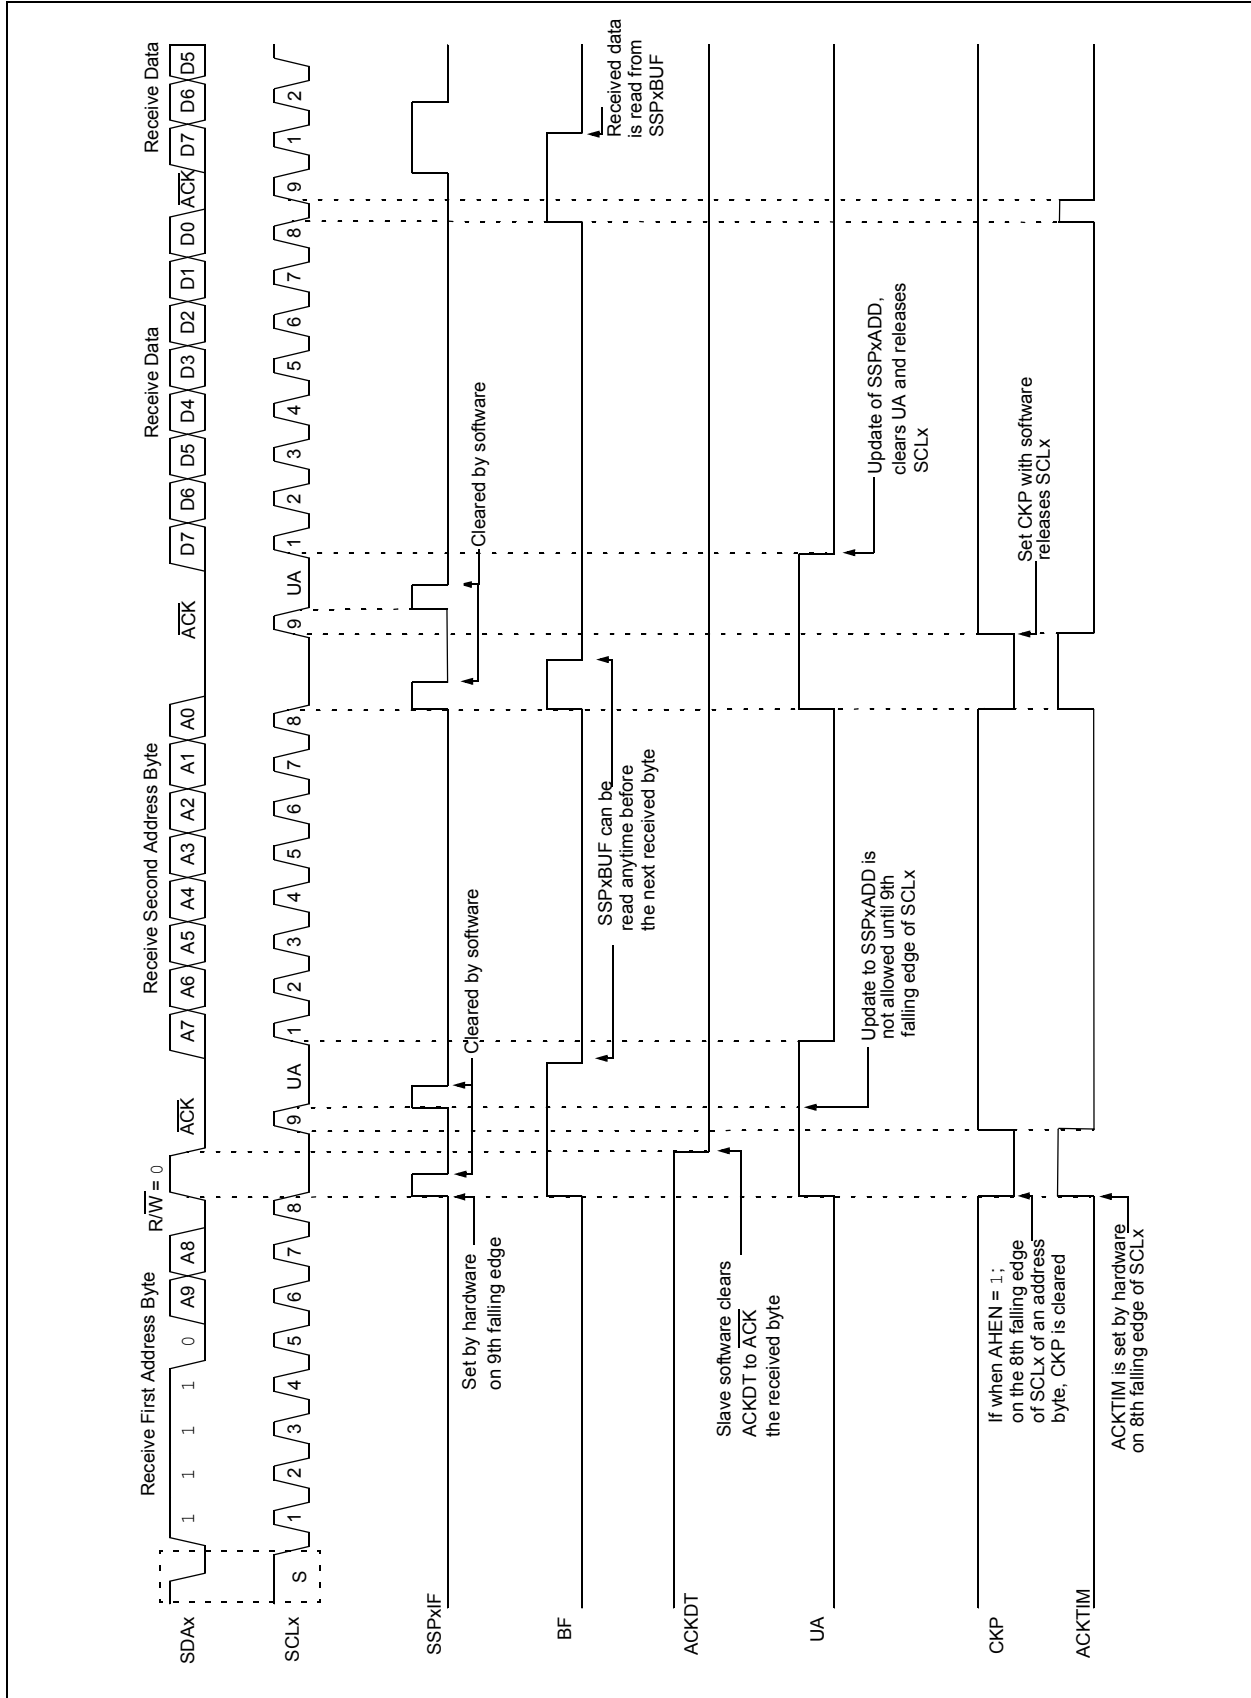 Receive First Address Byte
R/W = 0
ACK
Receive Second Address Byte
ACK
Receive Data
ACK
Receive Data
SDAx
1 1 1 1 0 A9 A8
A7 A6 A5 A4 A3 A2 A1 A0
D7 D6 D5 D4 D3 D2 D1 D0
D7 D6 D5
SCLx
S 1 2 3 4 5 6 7 8 9 UA 1 2 3 4 5 6 7 8 9 UA 1 2 3 4 5 6 7 8 9 1 2
SSPxIF
Set by hardware
on 9th falling edge
Cleared by software
Cleared by software
BF
SSPxBUF can be
read anytime before
the next received byte
Received data
is read from
SSPxBUF
ACKDT
Slave software clears
ACKDT to ACK
the received byte
UA
Update to SSPxADD is
not allowed until 9th
falling edge of SCLx
Update of SSPxADD,
clears UA and releases
SCLx
CKP
If when AHEN = 1;
on the 8th falling edge
of SCLx of an address
byte, CKP is cleared
Set CKP with software
releases SCLx
ACKTIM
ACKTIM is set by hardware
on 8th falling edge of SCLx